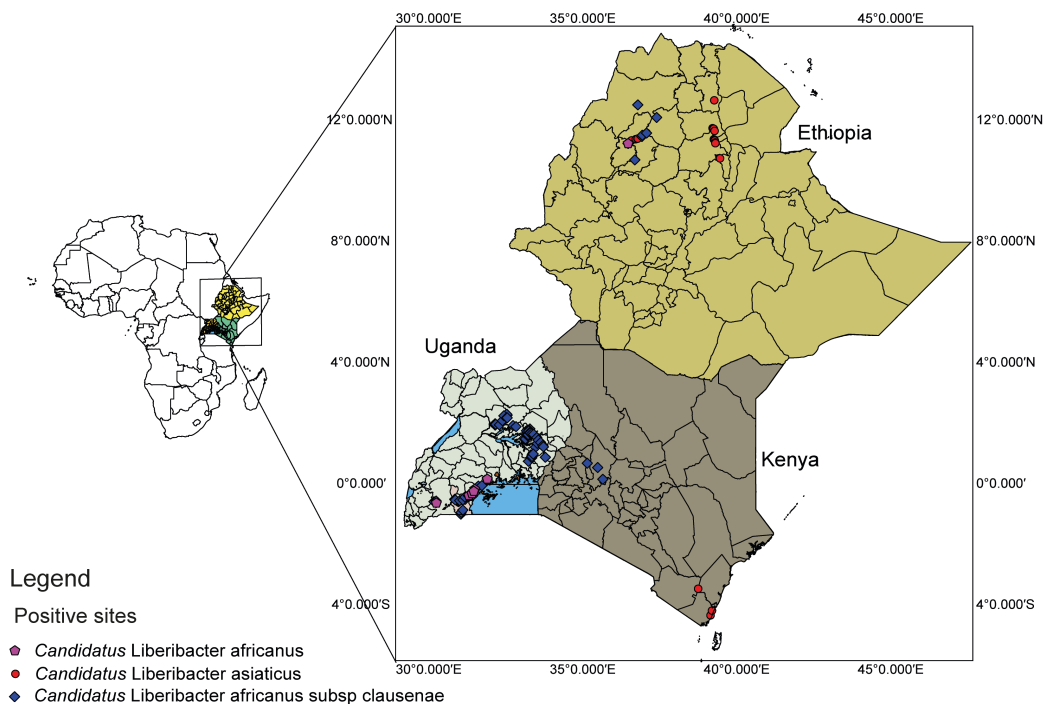 30°0.000'E 35°0.000'E 40°0.000'E 45°0.000'E
12°0.000'N 12°0.000'N
Ethiopia
8°0.000'N 8°0.000'N
4°0.000'N 4°0.000'N
Uganda
Kenya
0°0.000' 0°0.000'
4°0.000'S 4°0.000'S
30°0.000'E 35°0.000'E 40°0.000'E 45°0.000'E
Legend
Positive sites
Candidatus Liberibacter africanus
Candidatus Liberibacter asiaticus
Candidatus Liberibacter africanus subsp clausenae